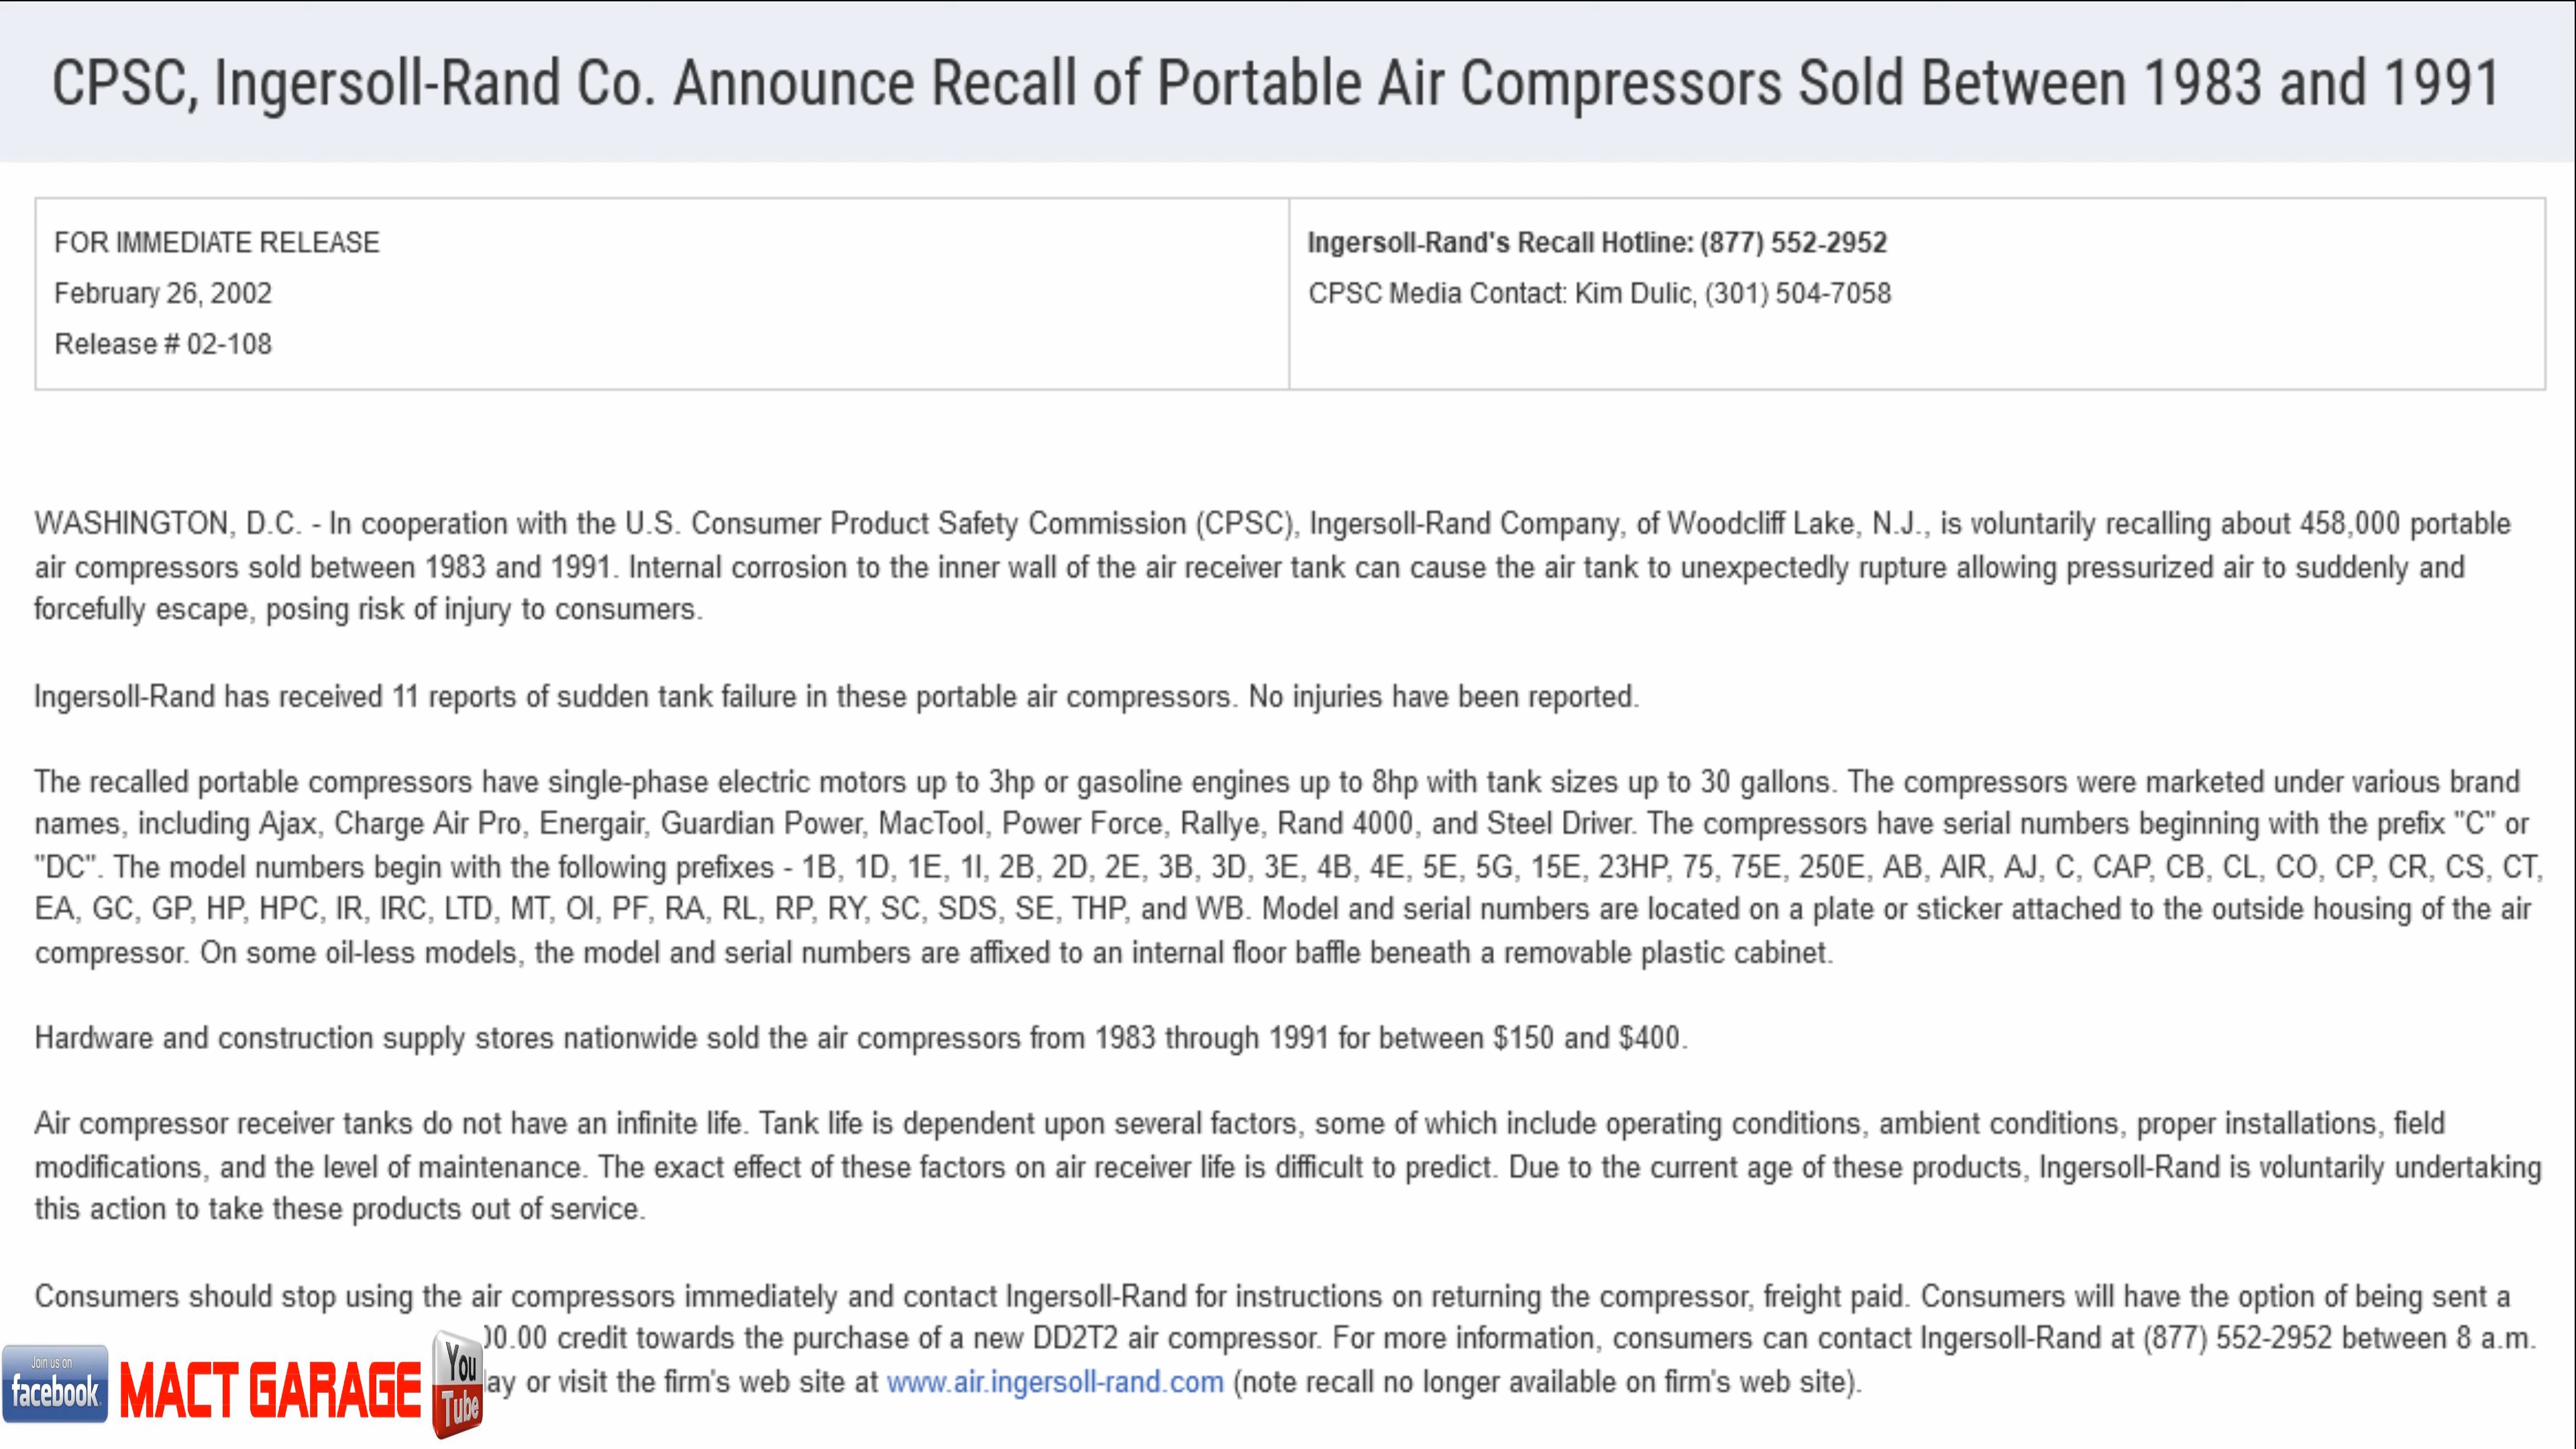 CPSC, Ingersoll-Rand Co. Announce Recall of Portable Air Compressors Sold Between 1983 and 1991
FOR IMMEDIATE RELEASE
February 26, 2002
Release # 02-108
Ingersoll-Rand's Recall Hotline: (877) 552-2952
CPSC Media Contact: Kim Dulic, (301) 504-7058
WASHINGTON, D.C. - In cooperation with the U.S. Consumer Product Safety Commission (CPSC), Ingersoll-Rand Company, of Woodcliff Lake, N.J., is voluntarily recalling about 458,000 portable
air compressors sold between 1983 and 1991. Internal corrosion to the inner wall of the air receiver tank can cause the air tank to unexpectedly rupture allowing pressurized air to suddenly and
forcefully escape, posing risk of injury to consumers.
Ingersoll-Rand has received 11 reports of sudden tank failure in these portable air compressors. No injuries have been reported.
The recalled portable compressors have single-phase electric motors up to 3hp or gasoline engines up to 8hp with tank sizes up to 30 gallons. The compressors were marketed under various brand
names, including Ajax, Charge Air Pro, Energair, Guardian Power, MacTool, Power Force, Rallye, Rand 4000, and Steel Driver. The compressors have serial numbers beginning with the prefix "C" or
"DC". The model numbers begin with the following prefixes - 1B, 1D, 1E, 1I, 2B, 2D, 2E, 3B, 3D, 3E, 4B, 4E, 5E, 5G, 15E, 23HP, 75, 75E, 250E, AB, AIR, AJ, C, CAP, CB, CL, CO, CP, CR, CS, CT,
EA, GC, GP, HP, HPC, IR, IRC, LTD, MT, OI, PF, RA, RL, RP, RY, SC, SDS, SE, THP, and WB. Model and serial numbers are located on a plate or sticker attached to the outside housing of the air
compressor. On some oil-less models, the model and serial numbers are affixed to an internal floor baffle beneath a removable plastic cabinet.
Hardware and construction supply stores nationwide sold the air compressors from 1983 through 1991 for between $150 and $400.
Air compressor receiver tanks do not have an infinite life. Tank life is dependent upon several factors, some of which include operating conditions, ambient conditions, proper installations, field
modifications, and the level of maintenance. The exact effect of these factors on air receiver life is difficult to predict. Due to the current age of these products, Ingersoll-Rand is voluntarily undertaking
this action to take these products out of service.
Consumers should stop using the air compressors immediately and contact Ingersoll-Rand for instructions on returning the compressor, freight paid. Consumers will have the option of being sent a
00.00 credit towards the purchase of a new DD2T2 air compressor. For more information, consumers can contact Ingersoll-Rand at (877) 552-2952 between 8 a.m.
ay or visit the firm's web site at www.air.ingersoll-rand.com (note recall no longer available on firm's web site).
Join us on
facebook
MACT GARAGE
You
Tube